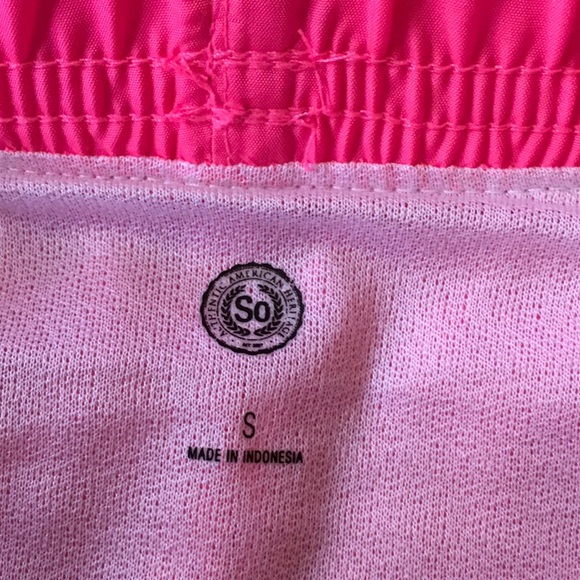 AUTHENTIC AMERICAN HERITAGE
So
S
MADE IN INDONESIA